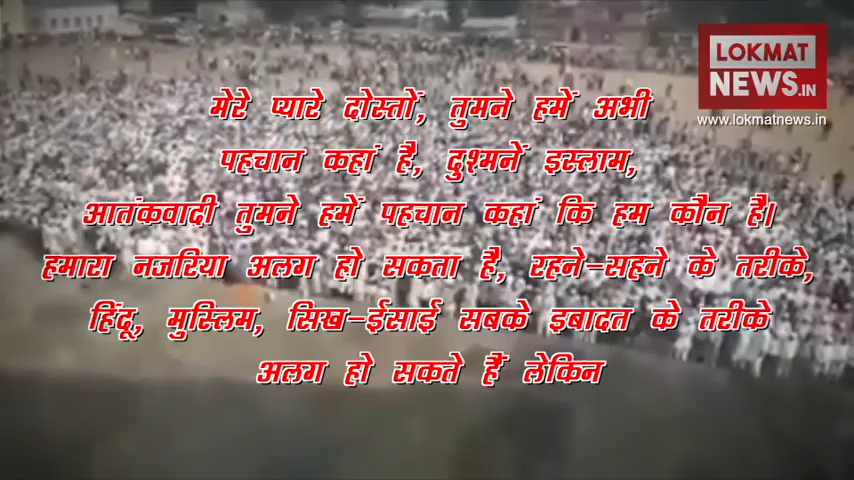 LOKMAT
NEWS.IN
www.lokmatnews.in
मेरे प्यारे दोस्तों, तुमने हमें अभी
पहचान कहां है, दुश्मनें इस्लाम,
आतंकवादी तुमने हमें पहचान कहां कि हम कौन है।
हमारा नजरिया अलग हो सकता है, रहने-सहने के तरीके,
हिंदू, मुस्लिम, सिख-ईसाई सबके इबादत के तरीके
अलग हो सकते हैं लेकिन